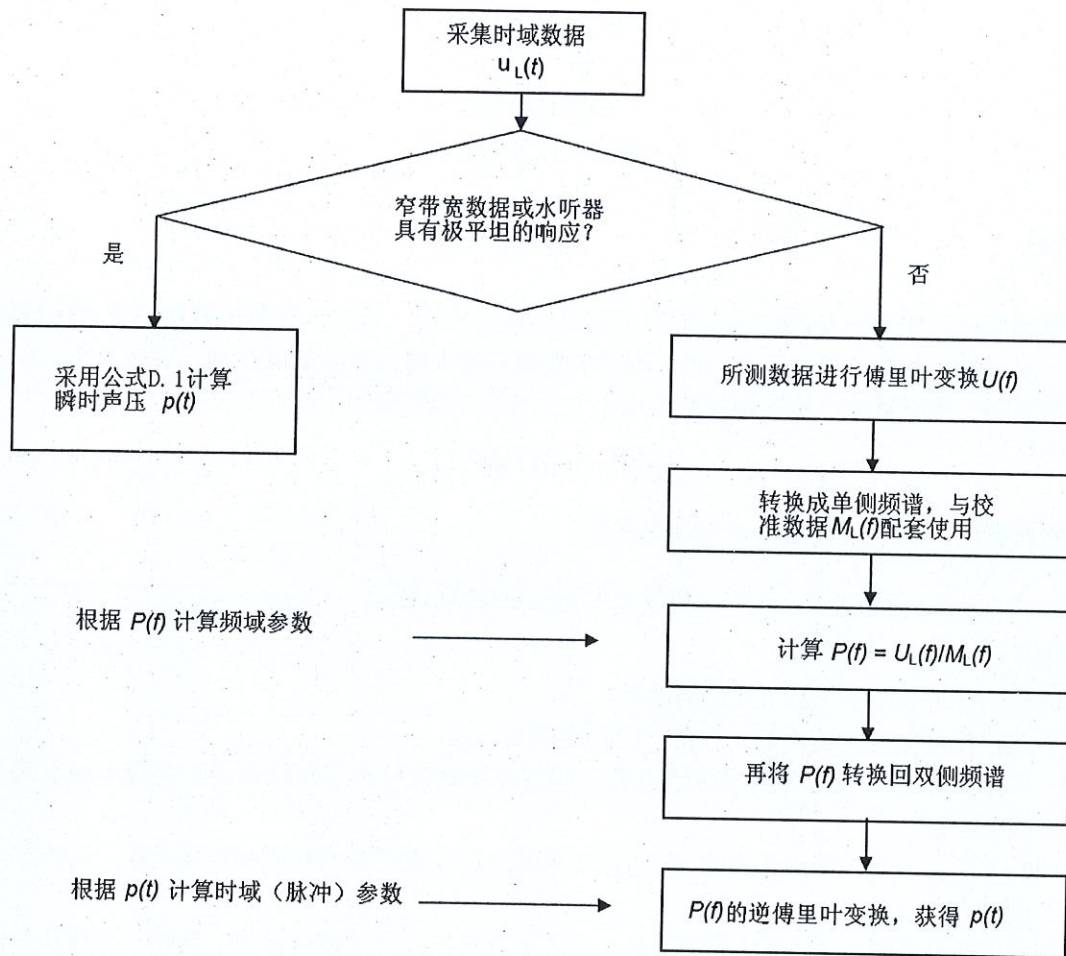 采集时域数据
u_L(t)
窄带宽数据或水听器
具有极平坦的响应？
是
否
采用公式D.1计算
瞬时声压 p(t)
所测数据进行傅里叶变换U(f)
转换成单侧频谱，与校
准数据M_L(f)配套使用
根据 P(f) 计算频域参数
计算 P(f) = U_L(f)/M_L(f)
再将 P(f) 转换回双侧频谱
根据 p(t) 计算时域（脉冲）参数
P(f)的逆傅里叶变换，获得 p(t)